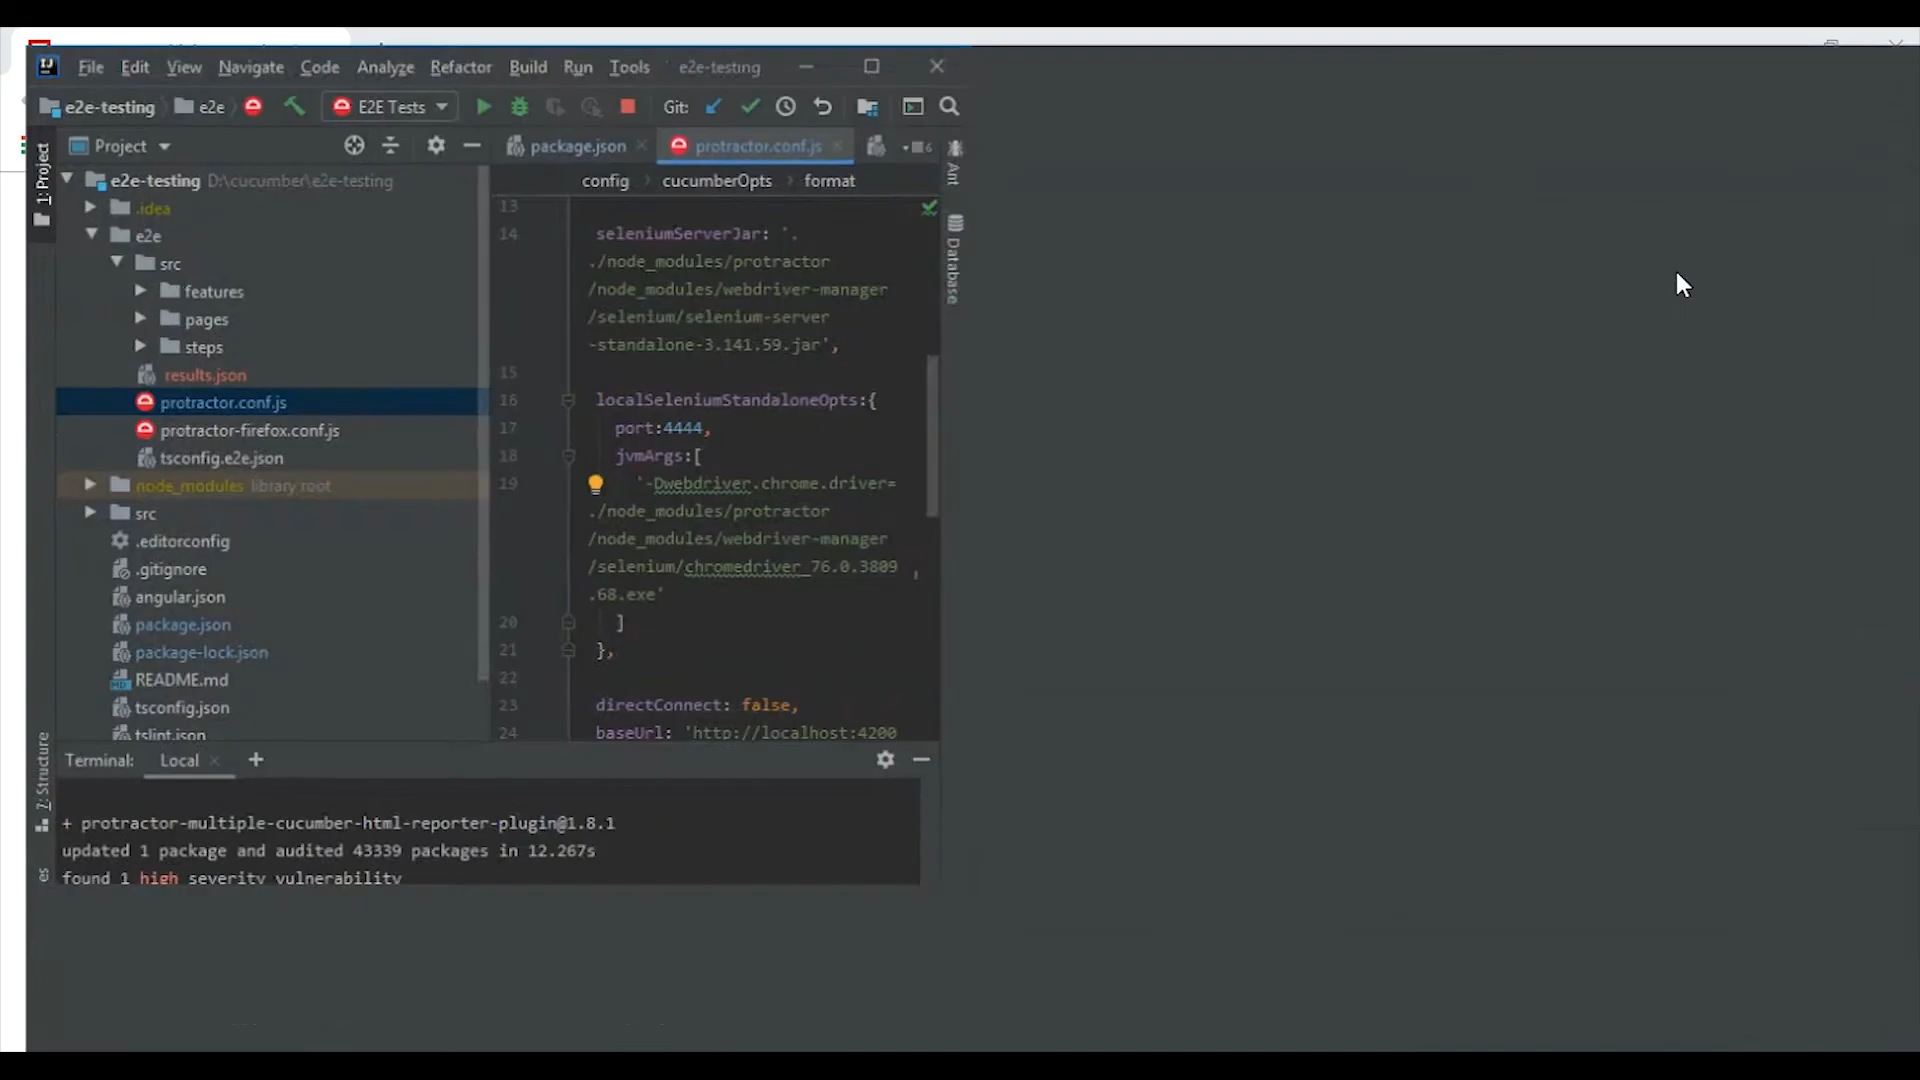 File Edit View Navigate Code Analyze Refactor Build Run Tools e2e-testing
e2e-testing e2e E2E Tests Git:
1: Project
Project
package.json protractor.conf.js 6
Ant
Database
config cucumberOpts format
e2e-testing D:\cucumber\e2e-testing
.idea
e2e
src
features
pages
steps
results.json
protractor.conf.js
protractor-firefox.conf.js
tsconfig.e2e.json
node_modules library root
src
.editorconfig
.gitignore
angular.json
package.json
package-lock.json
README.md
tsconfig.json
tslint.json
13
14 seleniumServerJar: '.
./node_modules/protractor
/node_modules/webdriver-manager
/selenium/selenium-server
-standalone-3.141.59.jar',
15
16 localSeleniumStandaloneOpts:{
17 port:4444,
18 jvmArgs:[
19 '-Dwebdriver.chrome.driver=
./node_modules/protractor
/node_modules/webdriver-manager
/selenium/chromedriver_76.0.3809
.68.exe'
20 ]
21 },
22
23 directConnect: false,
24 baseUrl: 'http://localhost:4200
7: Structure
Terminal: Local +
+ protractor-multiple-cucumber-html-reporter-plugin@1.8.1
updated 1 package and audited 43339 packages in 12.267s
found 1 high severity vulnerability
es